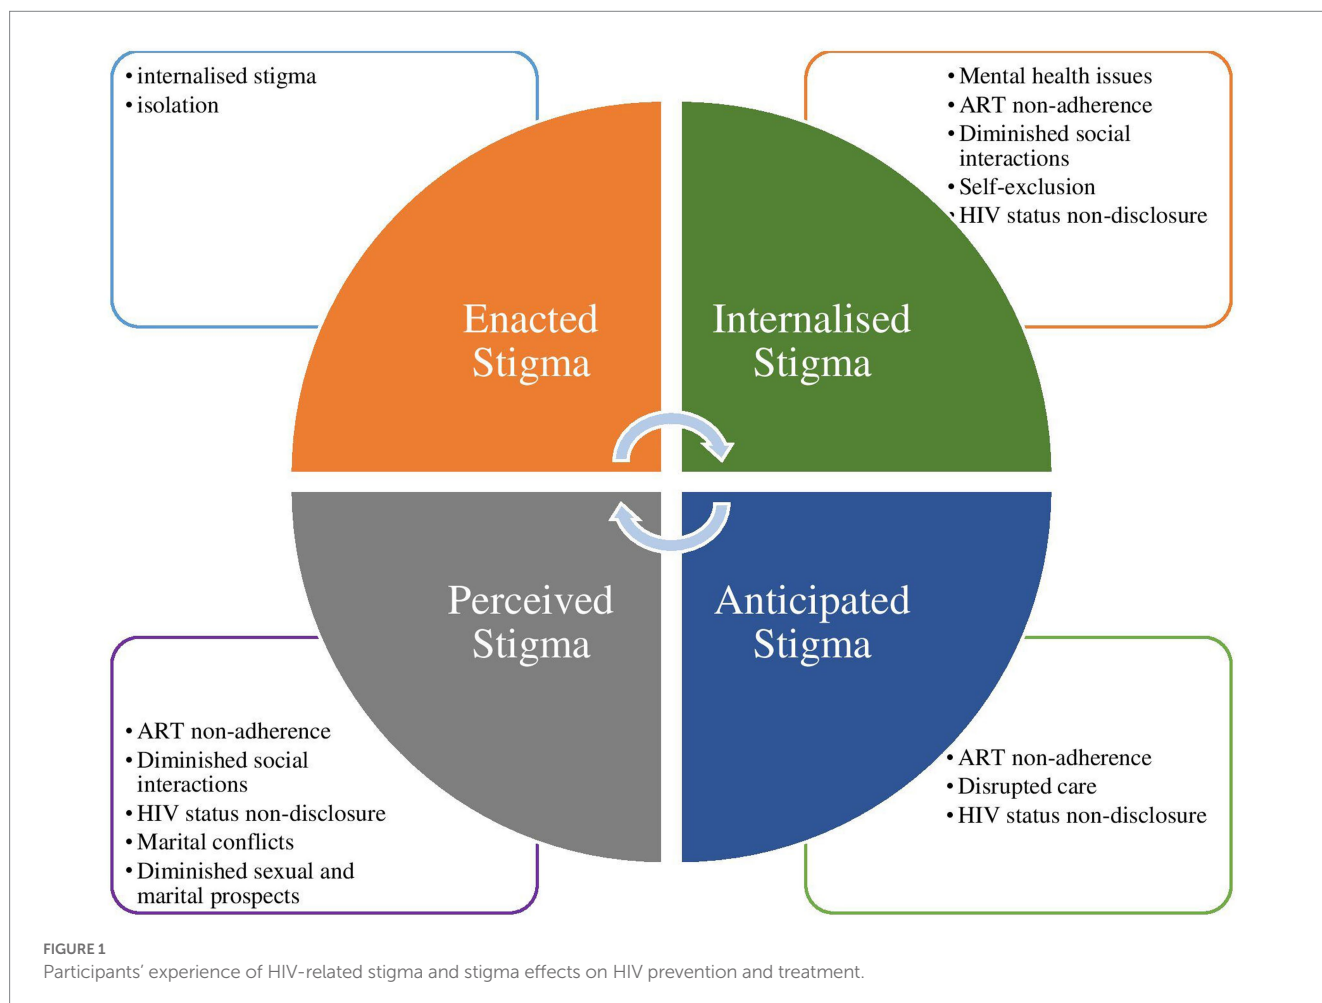 • internalised stigma
• isolation
• Mental health issues
• ART non-adherence
• Diminished social
interactions
• Self-exclusion
• HIV status non-disclosure
Enacted
Stigma
Internalised
Stigma
Perceived
Stigma
Anticipated
Stigma
• ART non-adherence
• Diminished social
interactions
• HIV status non-disclosure
• Marital conflicts
• Diminished sexual and
marital prospects
• ART non-adherence
• Disrupted care
• HIV status non-disclosure
FIGURE 1
Participants’ experience of HIV-related stigma and stigma effects on HIV prevention and treatment.